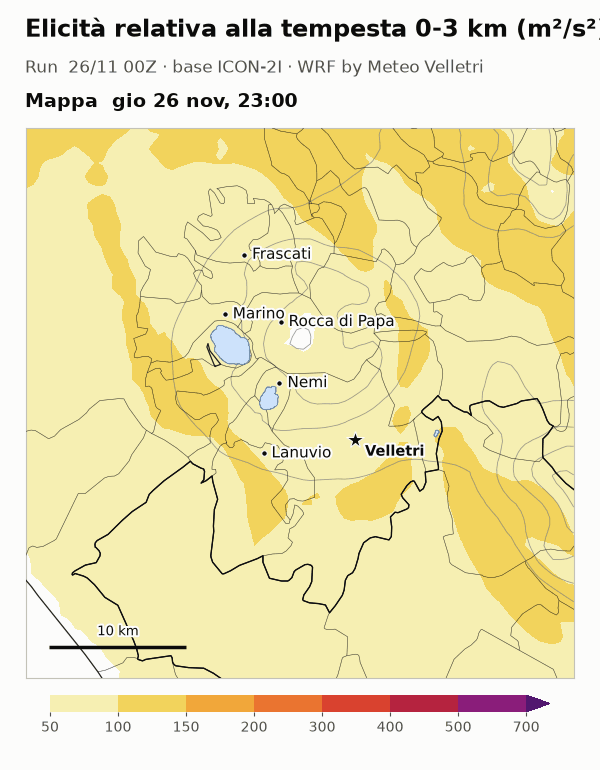 Elicità relativa alla tempesta 0-3 km (m²/s²)
Run  26/11 00Z · base ICON-2I · WRF by Meteo Velletri
Mappa  gio 26 nov, 23:00
Frascati
Marino
Rocca di Papa
Nemi
Velletri
Lanuvio
10 km
50 100 150 200 300 400 500 700